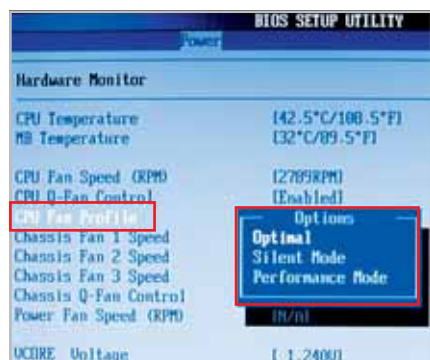 BIOS SETUP UTILITY
Power
Hardware Monitor
CPU Temperature [42.5°C/108.5°F]
MB Temperature [32°C/89.5°F]
CPU Fan Speed (RPM) [2789RPM]
CPU Q-Fan Control [Enabled]
CPU Fan Profile
Options
Optimal
Silent Mode
Performance Mode
Chassis Fan 1 Speed
Chassis Fan 2 Speed
Chassis Fan 3 Speed
Chassis Q-Fan Control
Power Fan Speed (RPM) [N/A]
VCORE Voltage [ 1.240V]